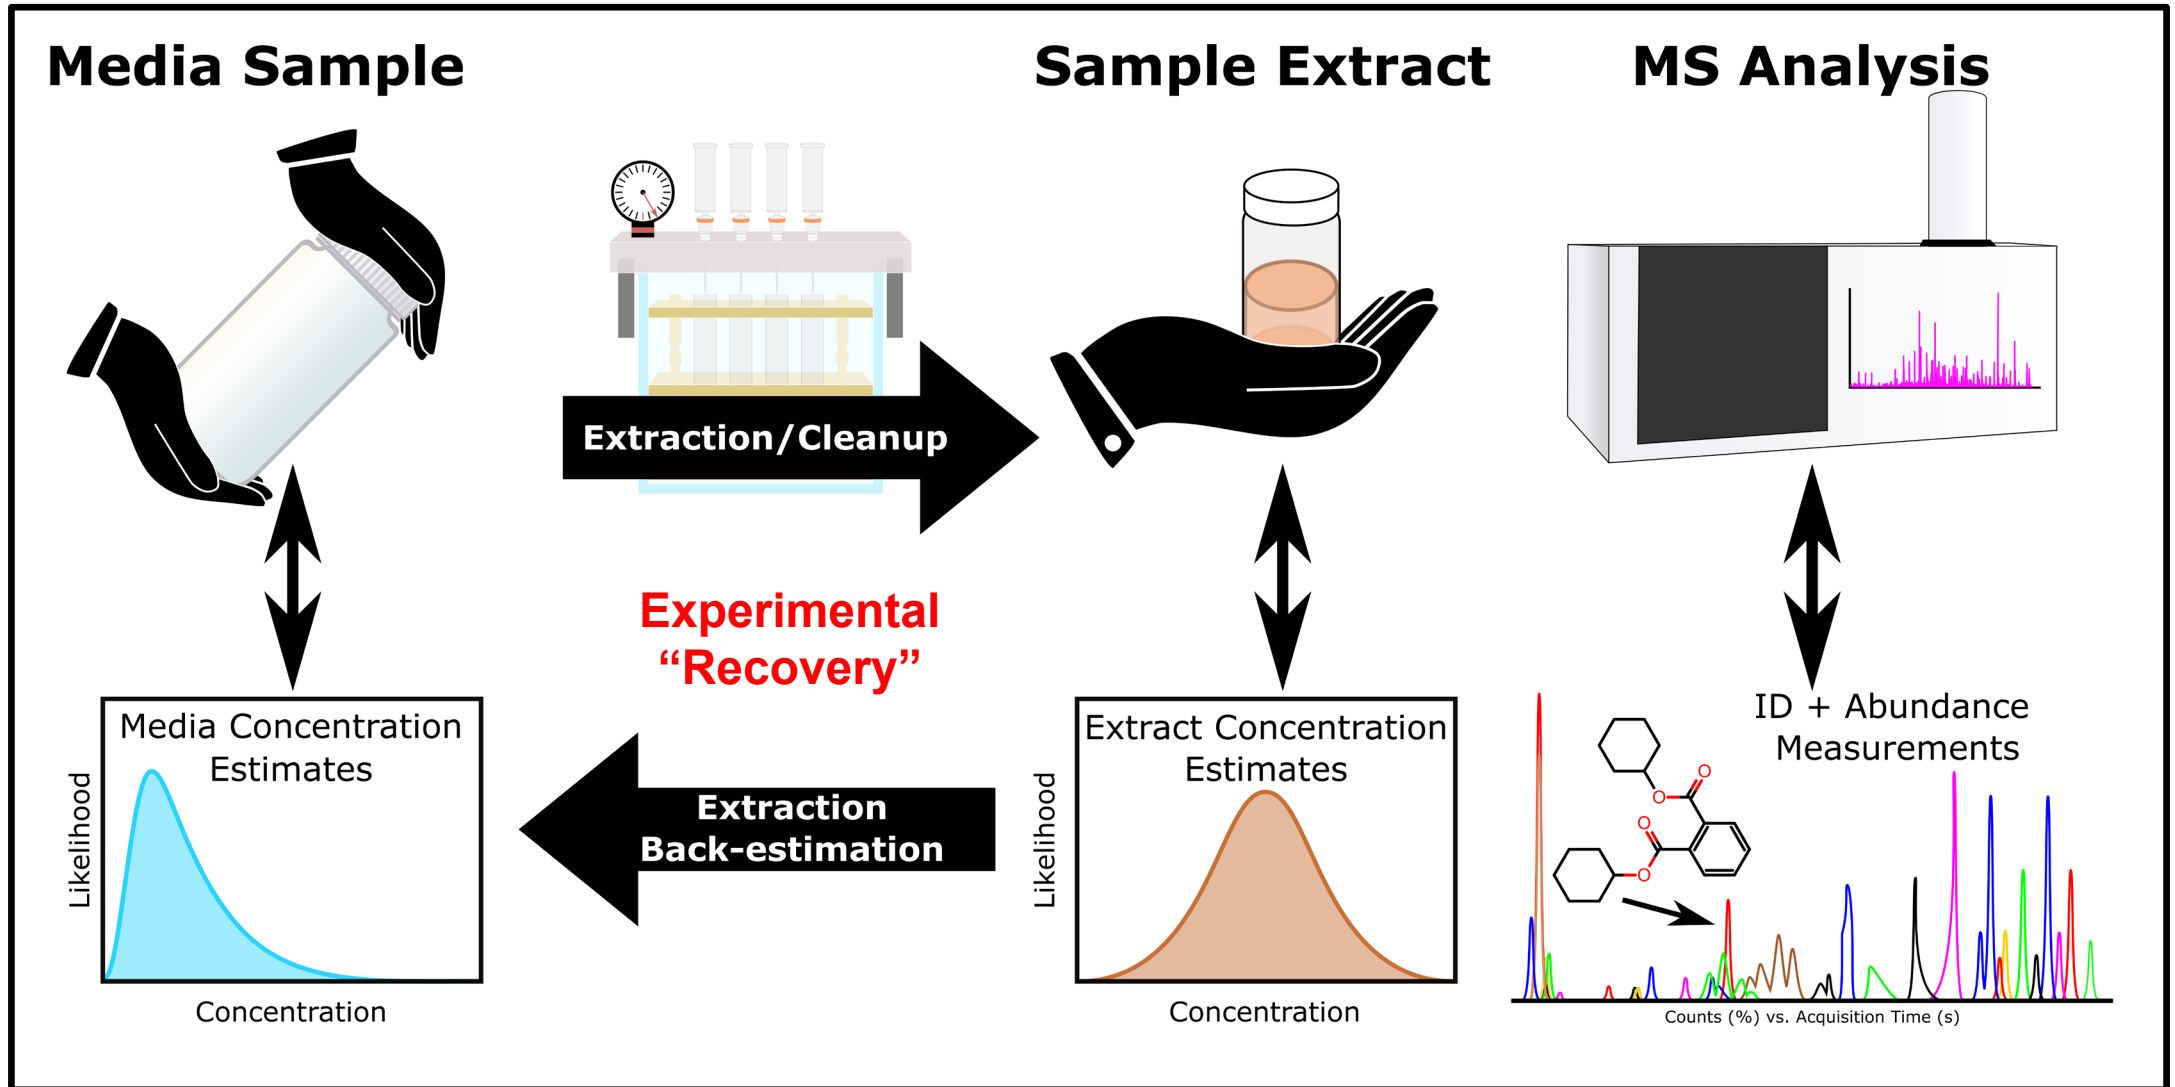 Media Sample
Sample Extract
MS Analysis
Extraction/Cleanup
Experimental
“Recovery”
Media Concentration
Estimates
Likelihood
Concentration
Extraction
Back-estimation
Extract Concentration
Estimates
Likelihood
Concentration
ID + Abundance
Measurements
O
O
O
O
Counts (%) vs. Acquisition Time (s)